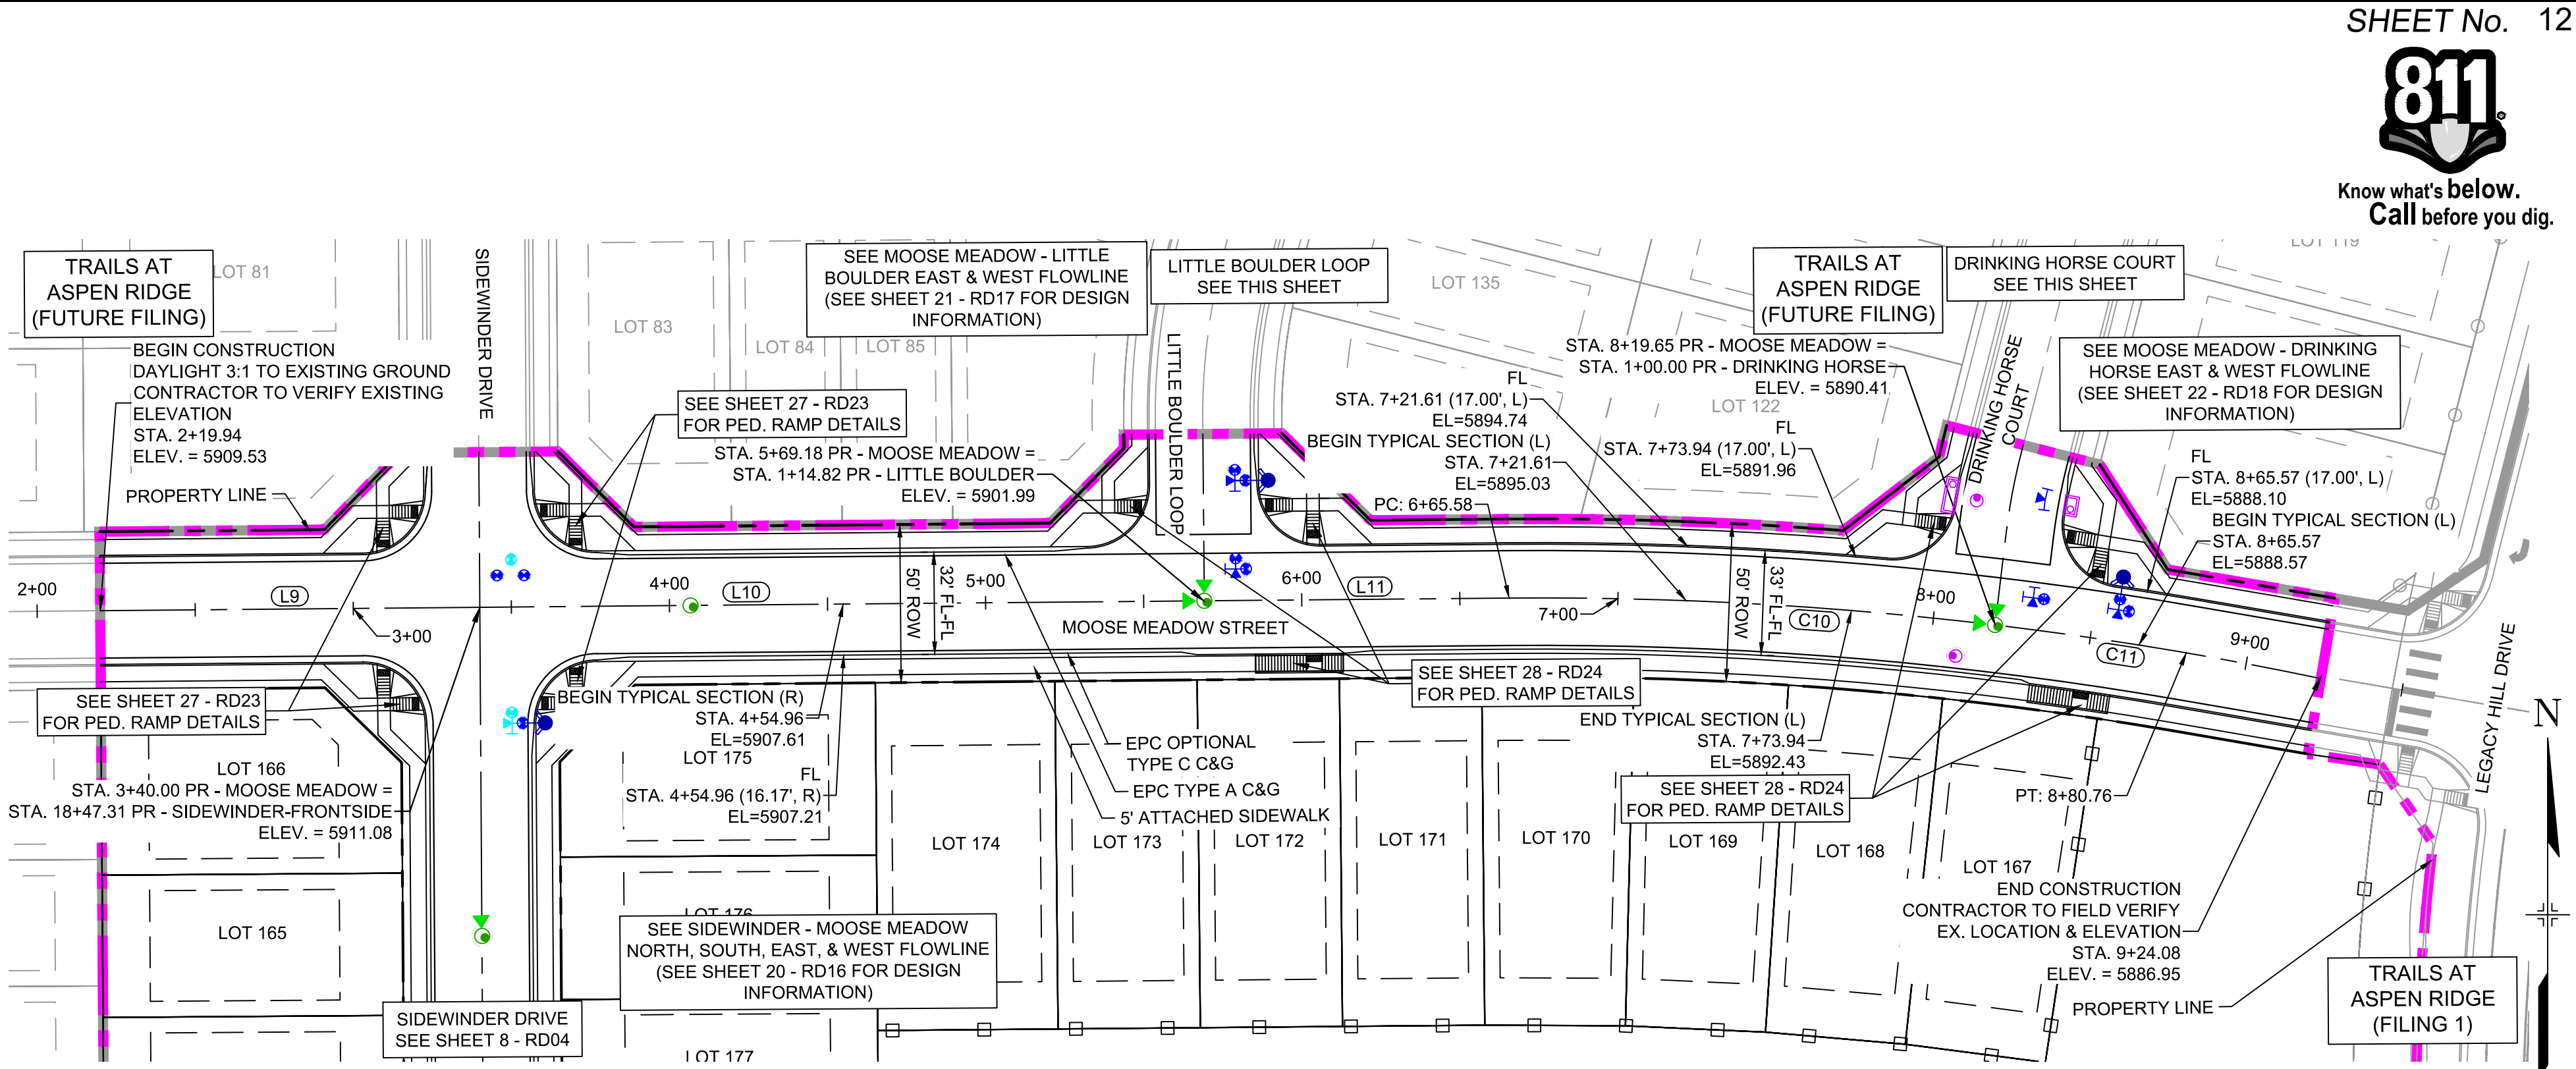 SHEET No. 12
811
Know what's below.
Call before you dig.
TRAILS AT
ASPEN RIDGE
(FUTURE FILING)
LOT 81
BEGIN CONSTRUCTION
DAYLIGHT 3:1 TO EXISTING GROUND
CONTRACTOR TO VERIFY EXISTING
ELEVATION
STA. 2+19.94
ELEV. = 5909.53
PROPERTY LINE
SIDEWINDER DRIVE
LOT 83
LOT 84
LOT 85
SEE MOOSE MEADOW - LITTLE
BOULDER EAST & WEST FLOWLINE
(SEE SHEET 21 - RD17 FOR DESIGN
INFORMATION)
SEE SHEET 27 - RD23
FOR PED. RAMP DETAILS
STA. 5+69.18 PR - MOOSE MEADOW =
STA. 1+14.82 PR - LITTLE BOULDER
ELEV. = 5901.99
LITTLE BOULDER LOOP
SEE THIS SHEET
LITTLE BOULDER LOOP
LOT 135
FL
STA. 7+21.61 (17.00', L)
EL=5894.74
BEGIN TYPICAL SECTION (L)
STA. 7+21.61
EL=5895.03
PC: 6+65.58
TRAILS AT
ASPEN RIDGE
(FUTURE FILING)
STA. 8+19.65 PR - MOOSE MEADOW =
STA. 1+00.00 PR - DRINKING HORSE
ELEV. = 5890.41
LOT 122
FL
STA. 7+73.94 (17.00', L)
EL=5891.96
DRINKING HORSE COURT
SEE THIS SHEET
DRINKING HORSE
COURT
LOT 119
SEE MOOSE MEADOW - DRINKING
HORSE EAST & WEST FLOWLINE
(SEE SHEET 22 - RD18 FOR DESIGN
INFORMATION)
FL
STA. 8+65.57 (17.00', L)
EL=5888.10
BEGIN TYPICAL SECTION (L)
STA. 8+65.57
EL=5888.57
2+00
L9
3+00
4+00
L10
50' ROW
32' FL-FL
5+00
6+00
L11
MOOSE MEADOW STREET
7+00
50' ROW
33' FL-FL
C10
8+00
C11
9+00
LEGACY HILL DRIVE
N
SEE SHEET 27 - RD23
FOR PED. RAMP DETAILS
LOT 166
STA. 3+40.00 PR - MOOSE MEADOW =
STA. 18+47.31 PR - SIDEWINDER-FRONTSIDE
ELEV. = 5911.08
LOT 165
BEGIN TYPICAL SECTION (R)
STA. 4+54.96
EL=5907.61
LOT 175
FL
STA. 4+54.96 (16.17', R)
EL=5907.21
EPC OPTIONAL
TYPE C C&G
EPC TYPE A C&G
5' ATTACHED SIDEWALK
SEE SHEET 28 - RD24
FOR PED. RAMP DETAILS
END TYPICAL SECTION (L)
STA. 7+73.94
EL=5892.43
SEE SHEET 28 - RD24
FOR PED. RAMP DETAILS
PT: 8+80.76
LOT 174
LOT 173
LOT 172
LOT 171
LOT 170
LOT 169
LOT 168
LOT 167
END CONSTRUCTION
CONTRACTOR TO FIELD VERIFY
EX. LOCATION & ELEVATION
STA. 9+24.08
ELEV. = 5886.95
PROPERTY LINE
LOT 176
SEE SIDEWINDER - MOOSE MEADOW
NORTH, SOUTH, EAST, & WEST FLOWLINE
(SEE SHEET 20 - RD16 FOR DESIGN
INFORMATION)
SIDEWINDER DRIVE
SEE SHEET 8 - RD04
LOT 177
TRAILS AT
ASPEN RIDGE
(FILING 1)